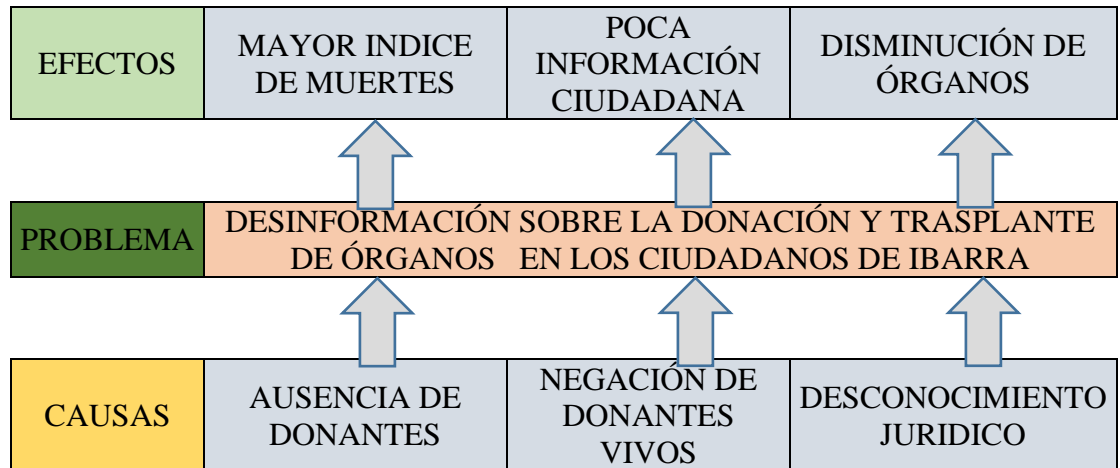 EFECTOS
MAYOR INDICE
DE MUERTES
POCA
INFORMACIÓN
CIUDADANA
DISMINUCIÓN DE
ÓRGANOS
PROBLEMA
DESINFORMACIÓN SOBRE LA DONACIÓN Y TRASPLANTE
DE ÓRGANOS EN LOS CIUDADANOS DE IBARRA
CAUSAS
AUSENCIA DE
DONANTES
NEGACIÓN DE
DONANTES
VIVOS
DESCONOCIMIENTO
JURIDICO